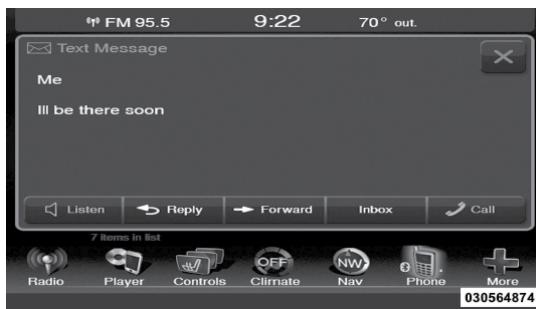 FM 95.5 9:22 70° out.
Text Message
Me
Ill be there soon
Listen Reply Forward Inbox Call
7 items in list
OFF NW
Radio Player Controls Climate Nav Phone More
030564874